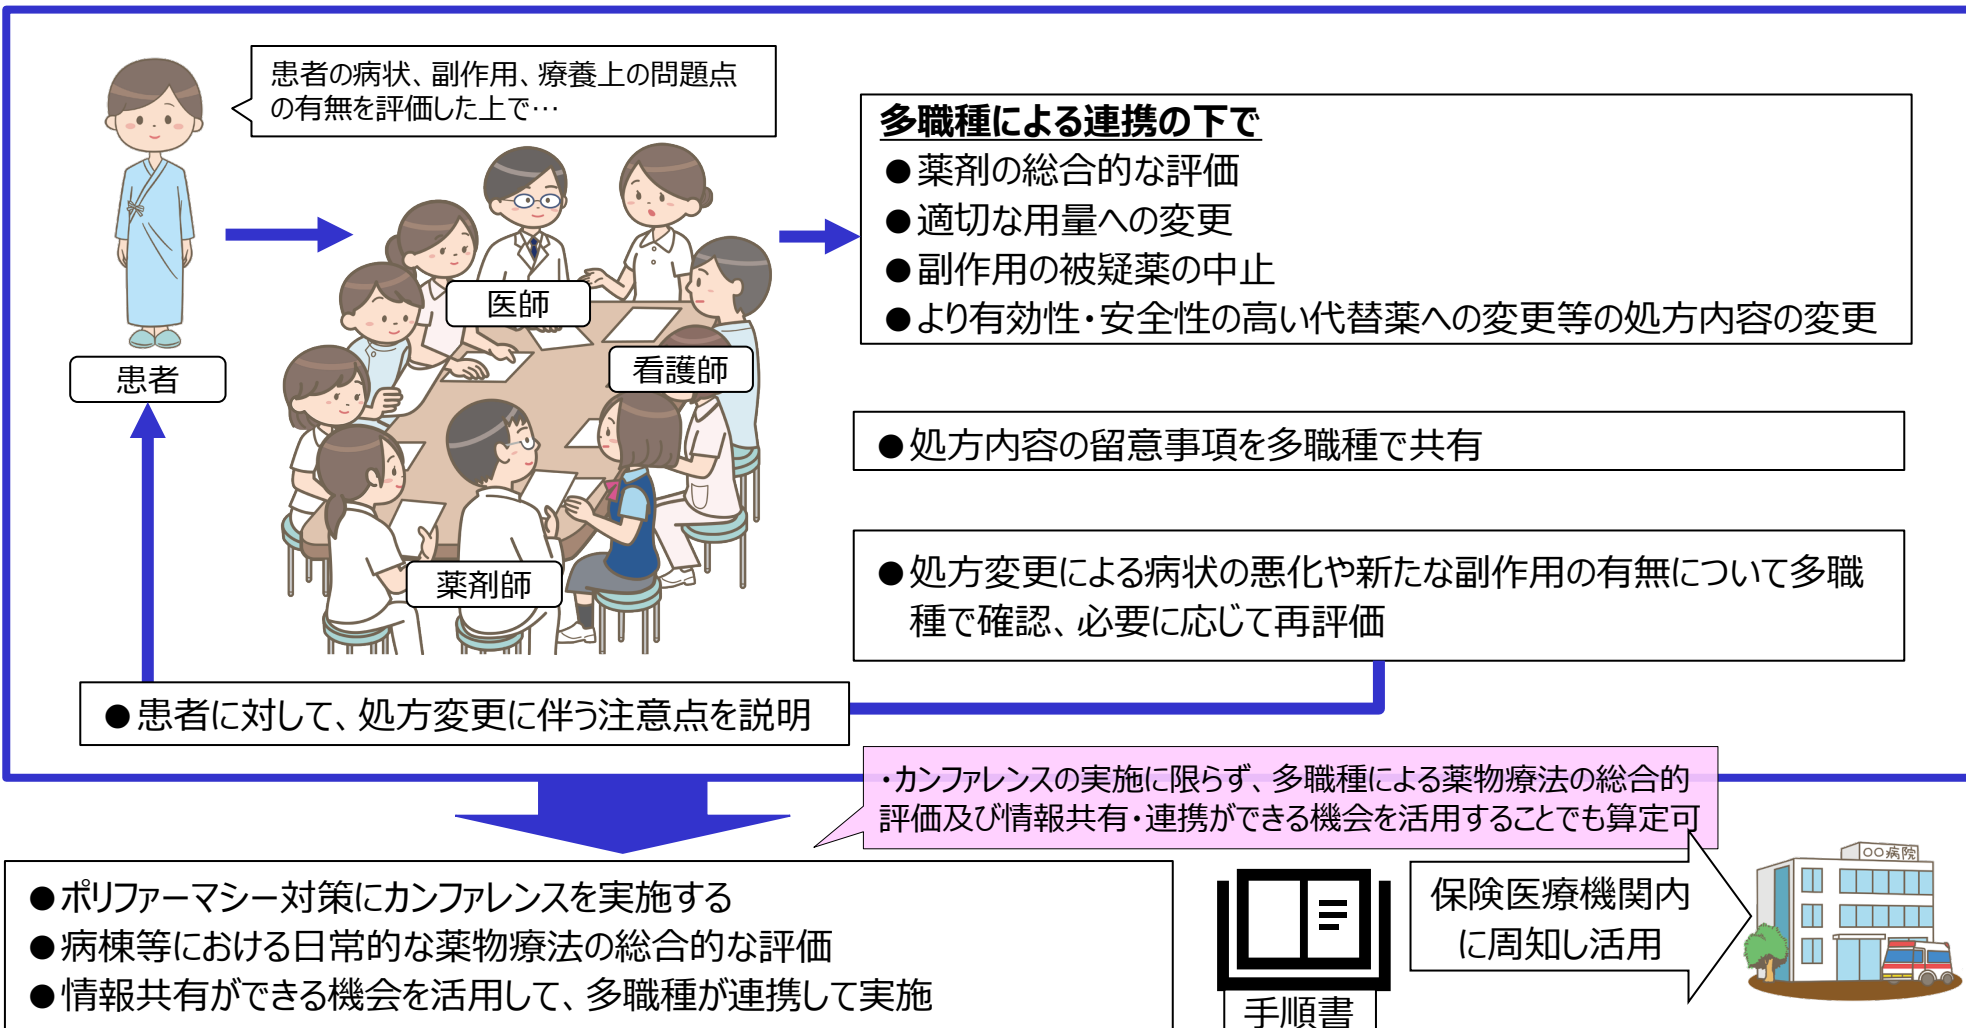 患者の病状、副作用、療養上の問題点
の有無を評価した上で…
患者
医師
看護師
薬剤師
多職種による連携の下で
●薬剤の総合的な評価
●適切な用量への変更
●副作用の被疑薬の中止
●より有効性・安全性の高い代替薬への変更等の処方内容の変更
●処方内容の留意事項を多職種で共有
●処方変更による病状の悪化や新たな副作用の有無について多職
種で確認、必要に応じて再評価
●患者に対して、処方変更に伴う注意点を説明
・カンファレンスの実施に限らず、多職種による薬物療法の総合的
評価及び情報共有・連携ができる機会を活用することでも算定可
●ポリファーマシー対策にカンファレンスを実施する
●病棟等における日常的な薬物療法の総合的な評価
●情報共有ができる機会を活用して、多職種が連携して実施
手順書
保険医療機関内
に周知し活用
○○病院